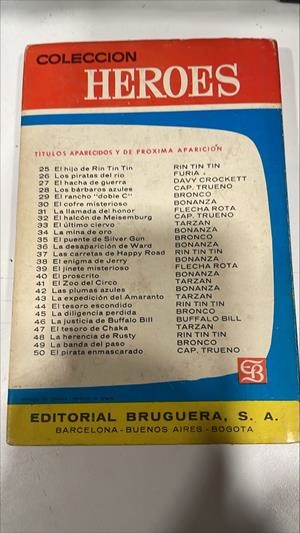 COLECCION
HEROES
TITULOS APARECIDOS Y DE PROXIMA APARICION
25 El hijo de Rin Tin Tin RIN TIN TIN
26 Los piratas del río FURIA
27 El hacha de guerra DAVY CROCKETT
28 Los bárbaros azules CAP. TRUENO
29 El rancho "doble C" BRONCO
30 El cofre misterioso BONANZA
31 La llamada del honor FLECHA ROTA
32 El halcón de Meisemburg CAP. TRUENO
33 El último ciervo TARZAN
34 La mina de oro BONANZA
35 El puente de Silver Gun BRONCO
36 La desaparición de Ward BONANZA
37 Las carretas de Happy Road RIN TIN TIN
38 El enigma de Jerry BONANZA
39 El jinete misterioso FLECHA ROTA
40 El proscrito BONANZA
41 El Zoo del Circo TARZAN
42 Las plumas azules BONANZA
43 La expedición del Amaranto TARZAN
44 El tesoro escondido RIN TIN TIN
45 La diligencia perdida BRONCO
46 La justicia de Buffalo Bill BUFFALO BILL
47 El tesoro de Chaka TARZAN
48 La herencia de Rusty RIN TIN TIN
49 La banda del paso BRONCO
50 El pirata enmascarado CAP. TRUENO
EB
EDITORIAL BRUGUERA, S. A.
BARCELONA - BUENOS AIRES - BOGOTA